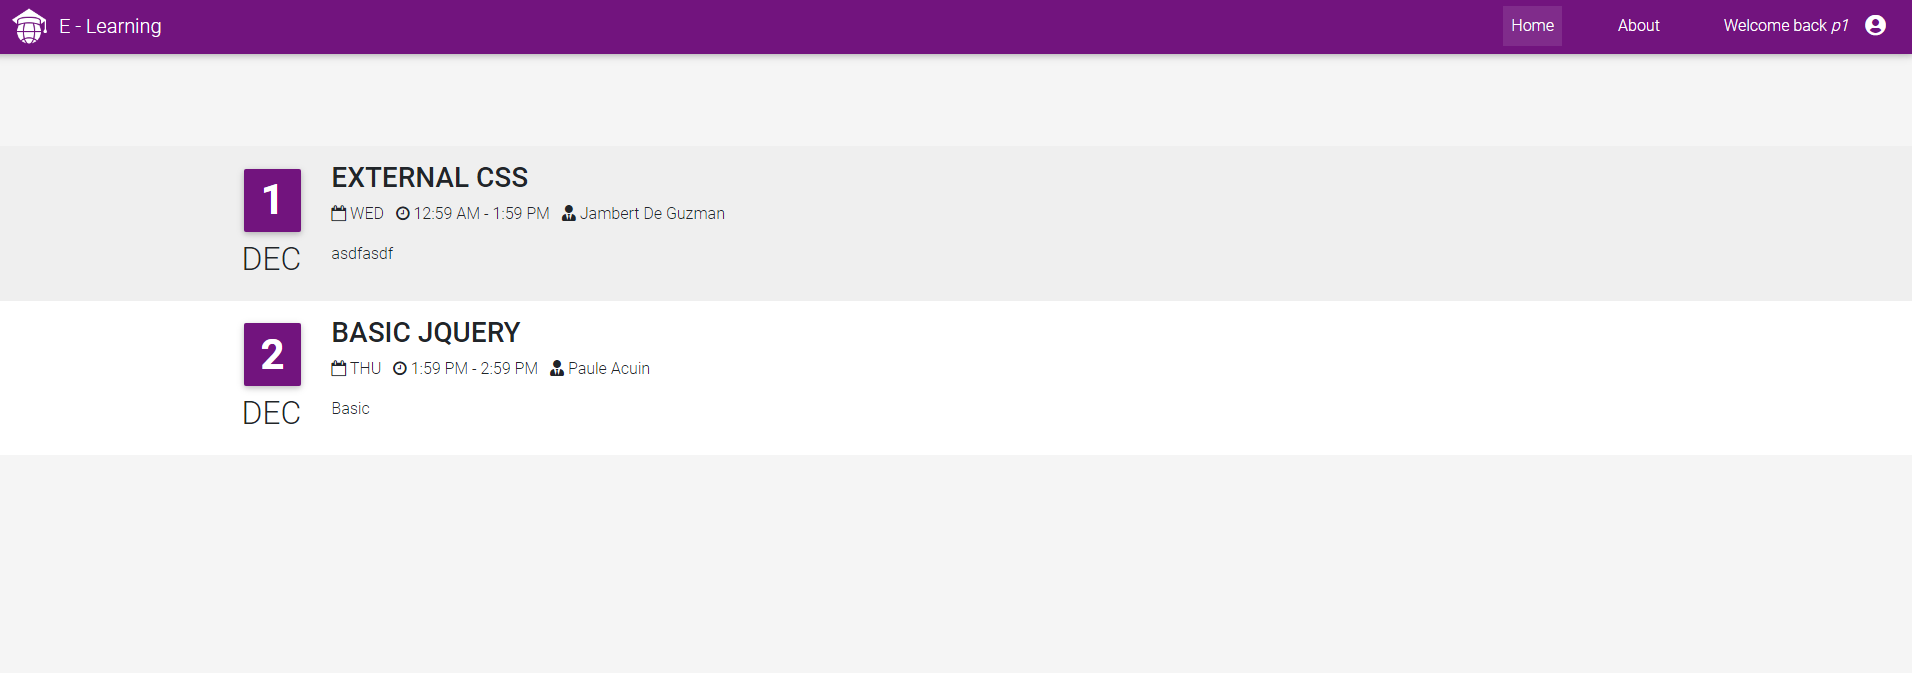 E - Learning
Home
About
Welcome back p1
1
DEC
EXTERNAL CSS
WED 12:59 AM - 1:59 PM Jambert De Guzman
asdfasdf
2
DEC
BASIC JQUERY
THU 1:59 PM - 2:59 PM Paule Acuin
Basic